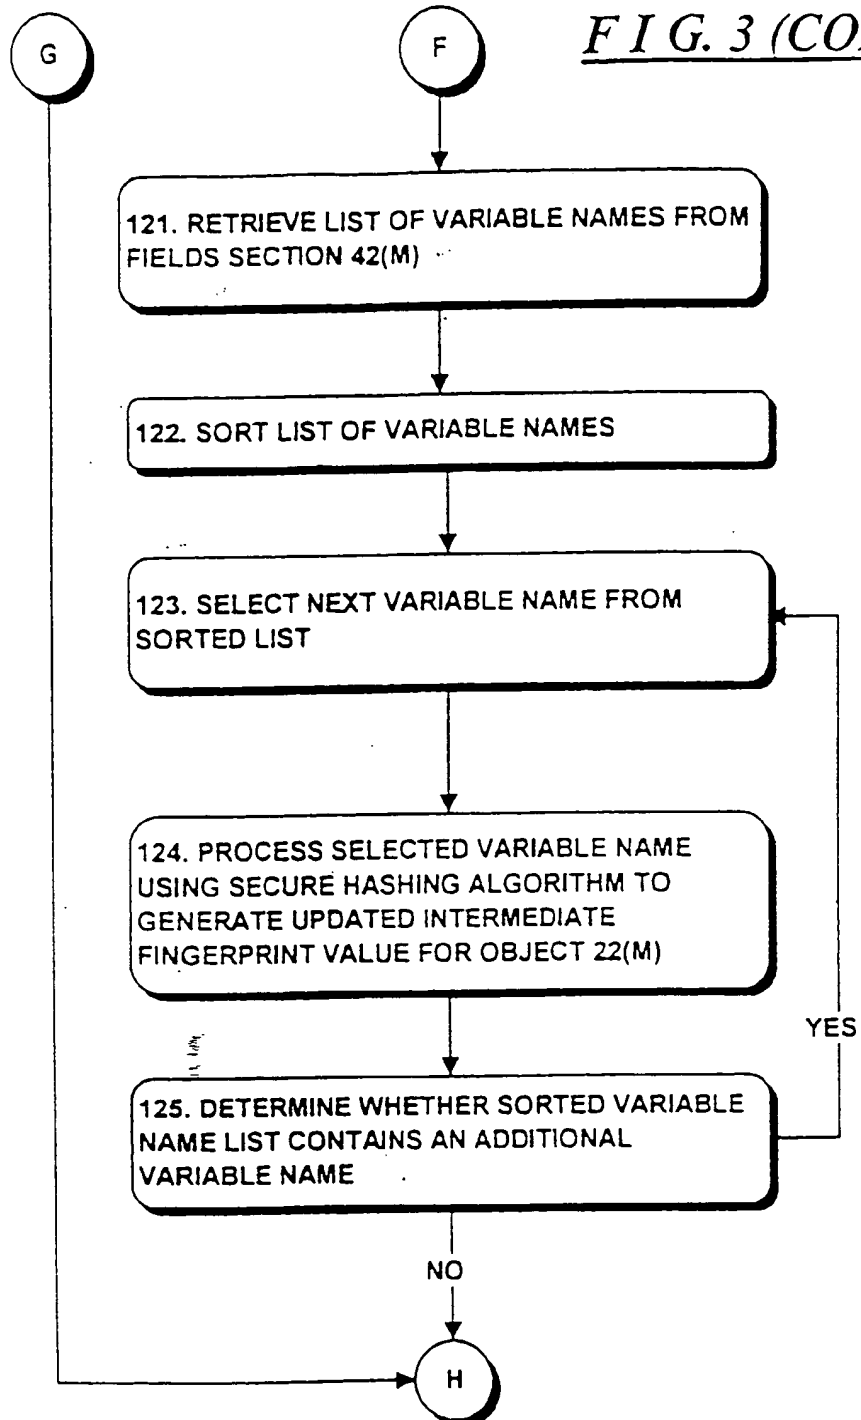 G
F
F I G. 3
121. RETRIEVE LIST OF VARIABLE NAMES FROM
FIELDS SECTION 42(M)
122. SORT LIST OF VARIABLE NAMES
123. SELECT NEXT VARIABLE NAME FROM
SORTED LIST
124. PROCESS SELECTED VARIABLE NAME
USING SECURE HASHING ALGORITHM TO
GENERATE UPDATED INTERMEDIATE
FINGERPRINT VALUE FOR OBJECT 22(M)
YES
125. DETERMINE WHETHER SORTED VARIABLE
NAME LIST CONTAINS AN ADDITIONAL
VARIABLE NAME
NO
H